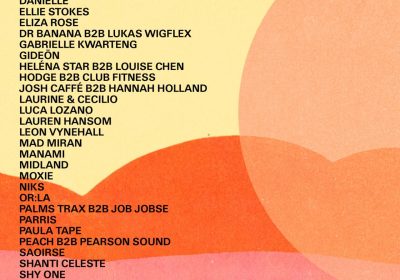 DANIELLE
ELLIE STOKES
ELIZA ROSE
DR BANANA B2B LUKAS WIGFLEX
GABRIELLE KWARTENG
GIDEÖN
HELÉNA STAR B2B LOUISE CHEN
HODGE B2B CLUB FITNESS
JOSH CAFFÉ B2B HANNAH HOLLAND
LAURINE & CECILIO
LUCA LOZANO
LAUREN HANSOM
LEON VYNEHALL
MAD MIRAN
MANAMI
MIDLAND
MOXIE
NIKS
OR:LA
PALMS TRAX B2B JOB JOBSE
PARRIS
PAULA TAPE
PEACH B2B PEARSON SOUND
SAOIRSE
SHANTI CELESTE
SHY ONE